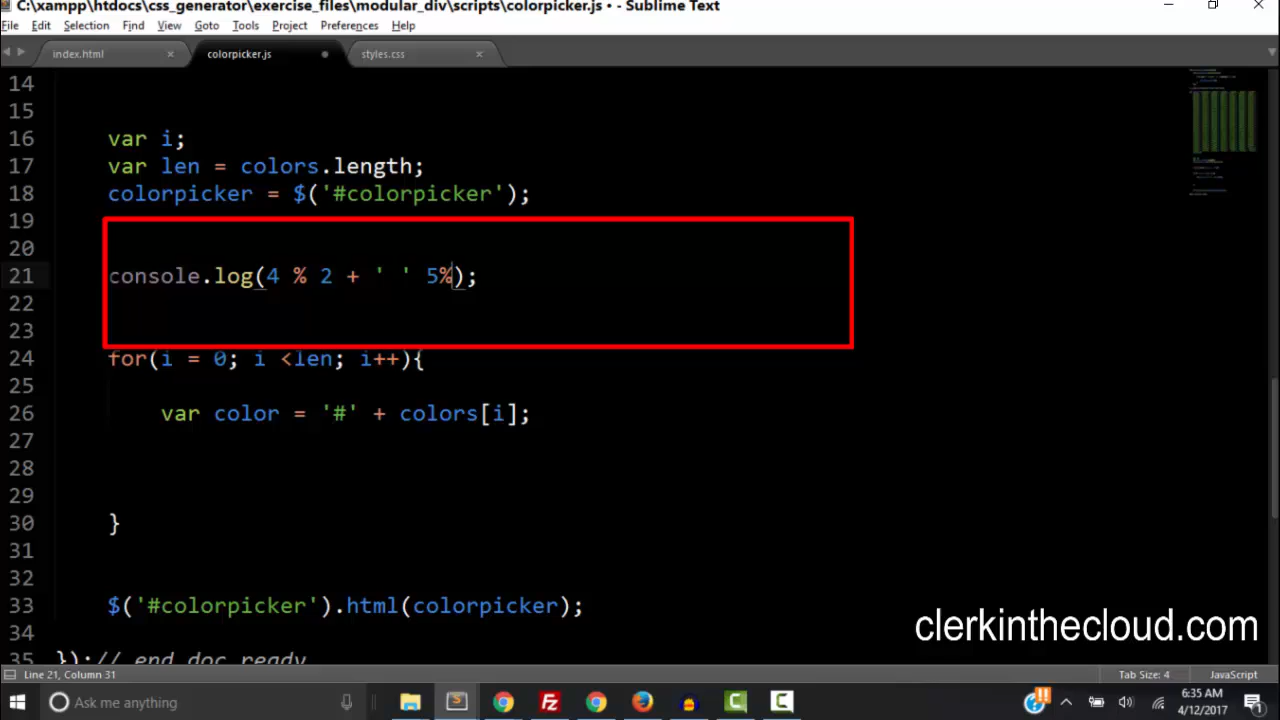 C:\xampp\htdocs\css_generator\exercise_files\modular_div\scripts\colorpicker.js • - Sublime Text
File Edit Selection Find View Goto Tools Project Preferences Help
index.html × colorpicker.js styles.css ×
14
15
16 var i;
17 var len = colors.length;
18 colorpicker = $('#colorpicker');
19
20
21 console.log(4 % 2 + ' ' 5%);
22
23
24 for(i = 0; i <len; i++){
25
26 var color = '#' + colors[i];
27
28
29
30 }
31
32
33 $('#colorpicker').html(colorpicker);
34
35 });// end doc ready
clerkinthecloud.com
Line 21, Column 31 Tab Size: 4 JavaScript
Ask me anything
6:35 AM
4/12/2017